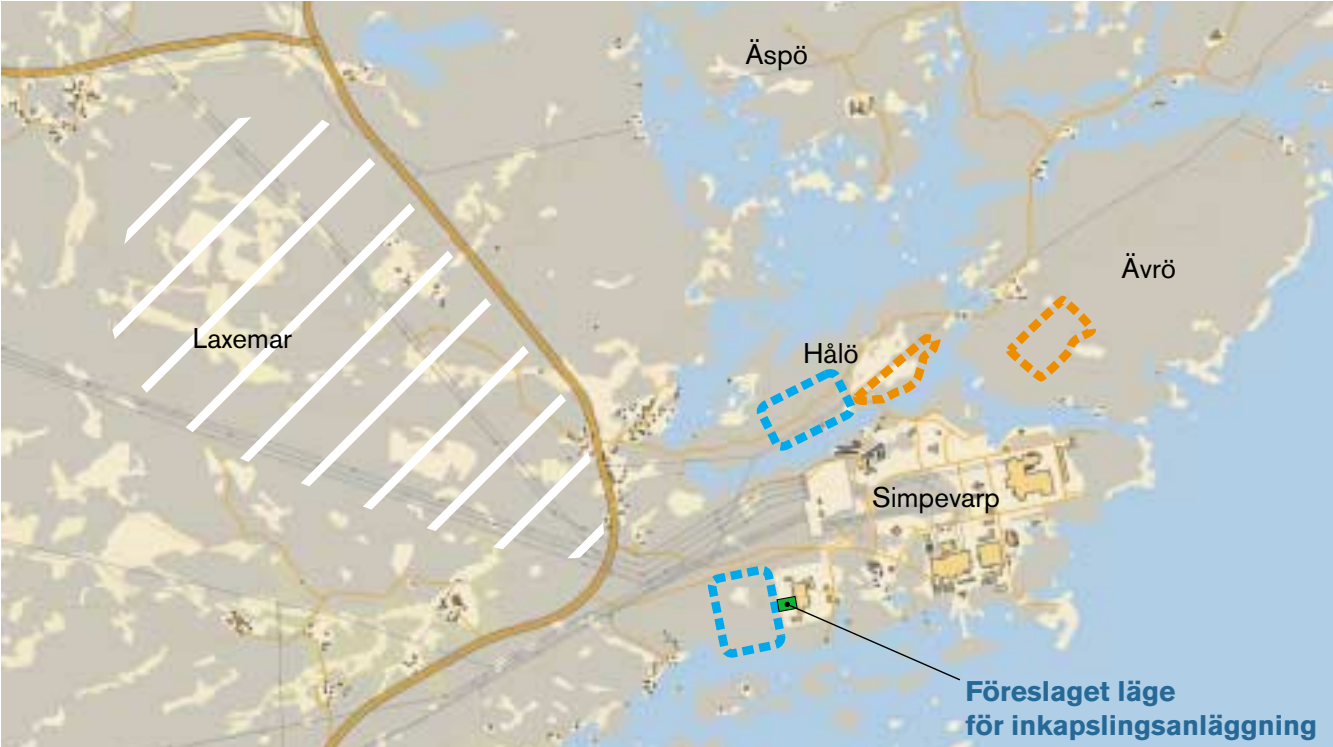 Äspö
Ävrö
Laxemar
Hålö
Simpevarp
Föreslaget läge
för inkapslingsanläggning